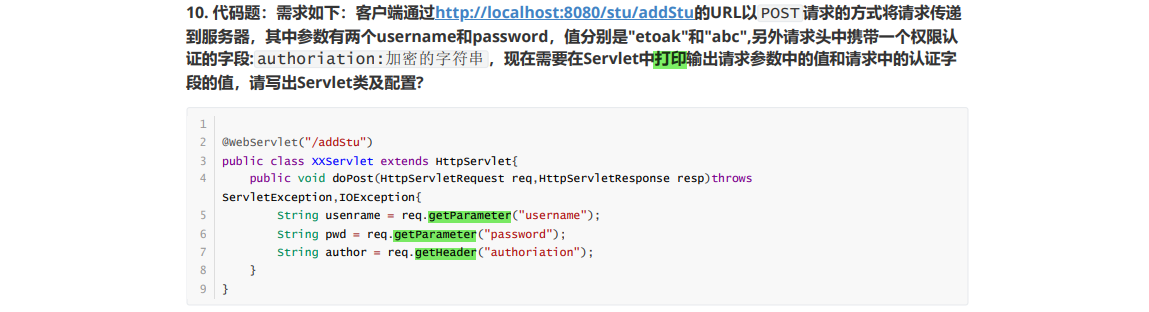 10. 代码题：需求如下：客户端通过http://localhost:8080/stu/addStu的URL以 POST 请求的方式将请求传递
到服务器，其中参数有两个username和password，值分别是"etoak"和"abc",另外请求头中携带一个权限认
证的字段: authoriation:加密的字符串 ，现在需要在Servlet中打印输出请求参数中的值和请求中的认证字
段的值，请写出Servlet类及配置?
1
2 @WebServlet("/addStu")
3 public class XXServlet extends HttpServlet{
4 public void doPost(HttpServletRequest req,HttpServletResponse resp)throws
ServletException,IOException{
5 String usenrame = req.getParameter("username");
6 String pwd = req.getParameter("password");
7 String author = req.getHeader("authoriation");
8 }
9 }